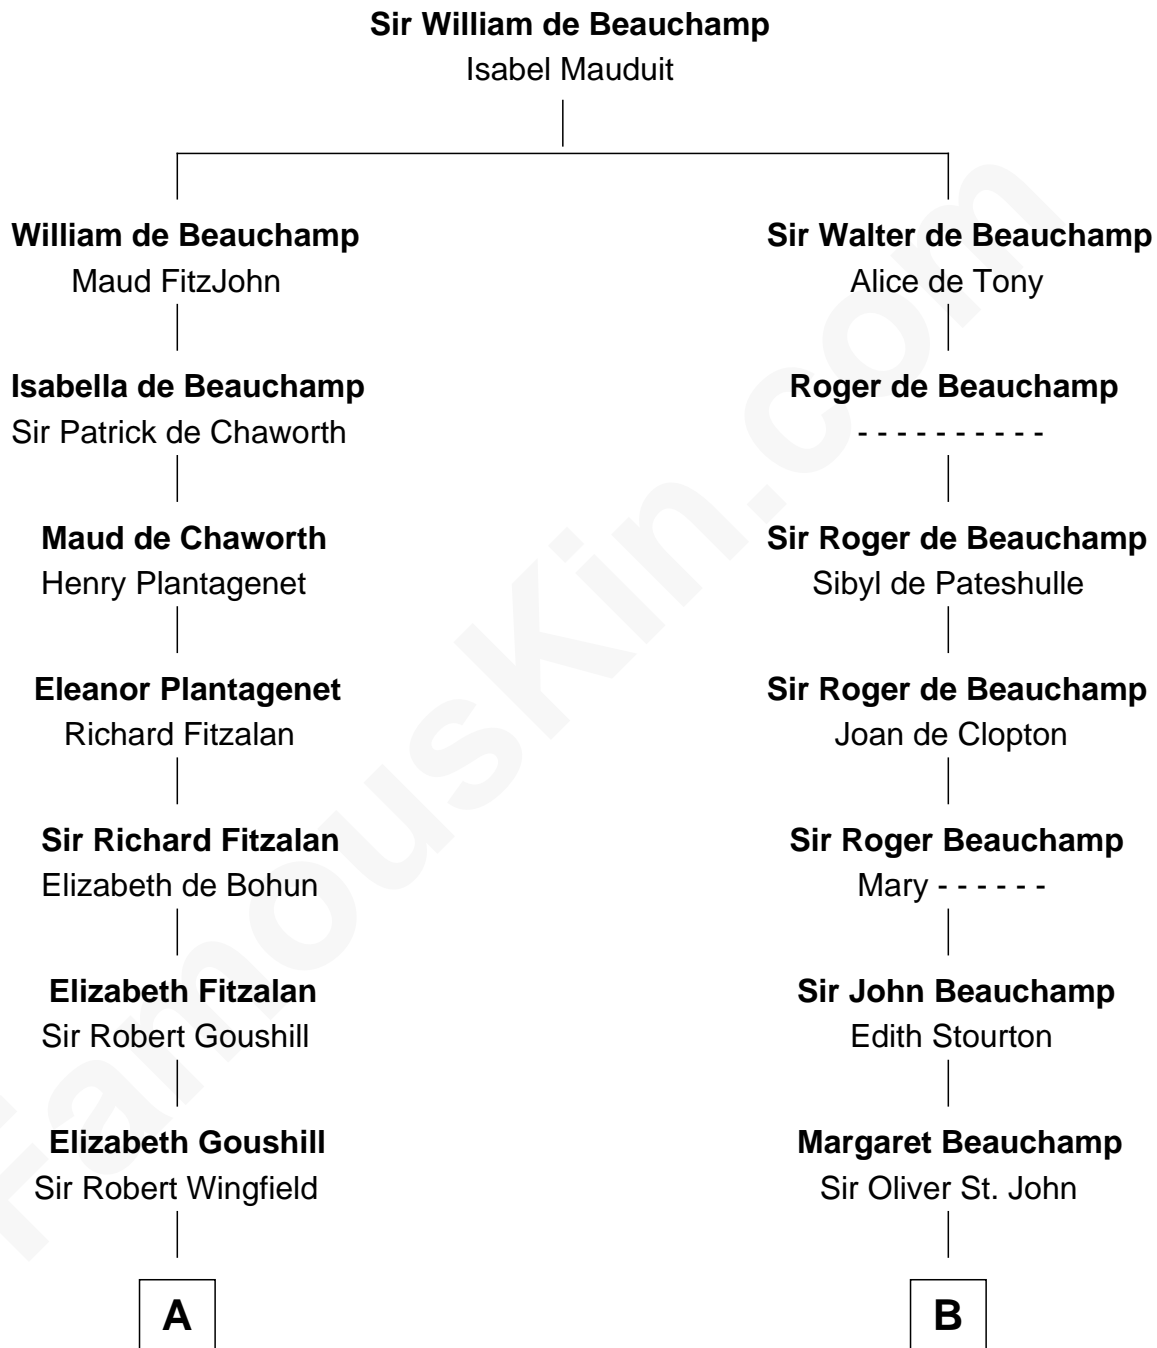 Sir William de Beauchamp
Isabel Mauduit
William de Beauchamp
Maud FitzJohn
Sir Walter de Beauchamp
Alice de Tony
Isabella de Beauchamp
Sir Patrick de Chaworth
Roger de Beauchamp
- - - - - - - - - -
Maud de Chaworth
Henry Plantagenet
Sir Roger de Beauchamp
Sibyl de Pateshulle
Eleanor Plantagenet
Richard Fitzalan
Sir Roger de Beauchamp
Joan de Clopton
Sir Richard Fitzalan
Elizabeth de Bohun
Sir Roger Beauchamp
Mary - - - - - -
Elizabeth Fitzalan
Sir Robert Goushill
Sir John Beauchamp
Edith Stourton
Elizabeth Goushill
Sir Robert Wingfield
Margaret Beauchamp
Sir Oliver St. John
A
B
FamousKin.com